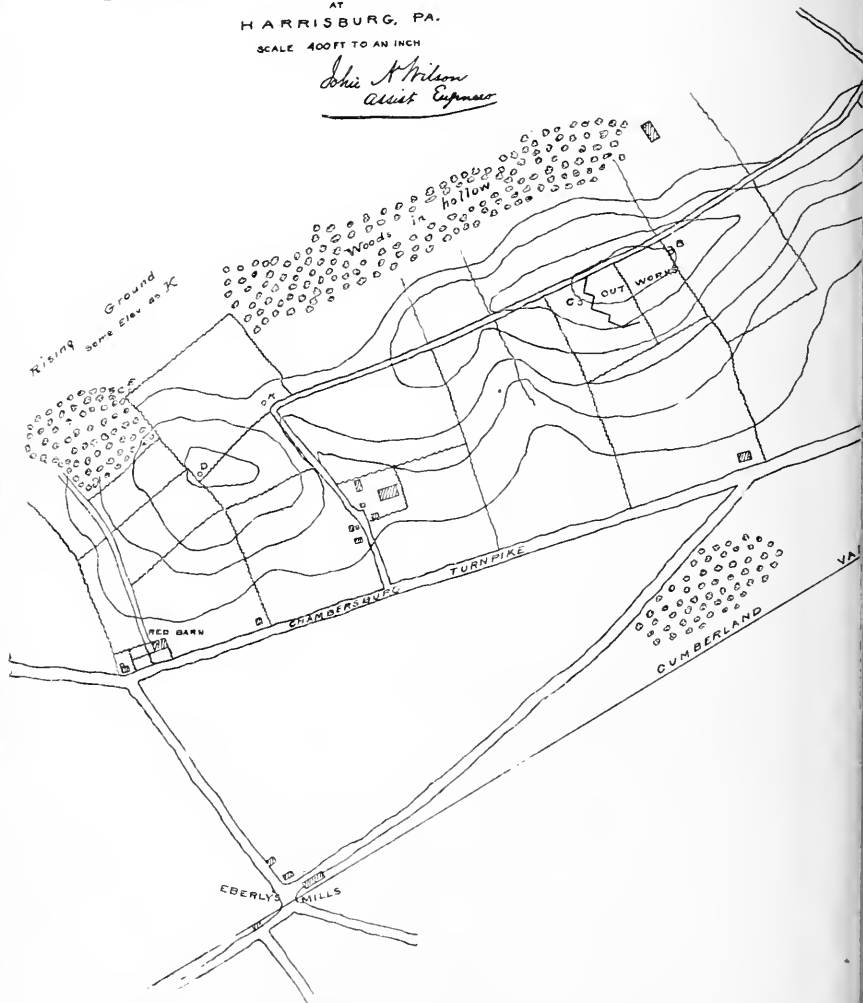 AT
HARRISBURG, PA.
SCALE 400 FT TO AN INCH
John A Wilson
Assist Engineer
Woods in hollow
Rising Ground
same Elev as K
B
C
OUT WORKS
E
K
D
CHAMBERSBURG TURNPIKE
RED BARN
CUMBERLAND VA
EBERLY'S MILLS